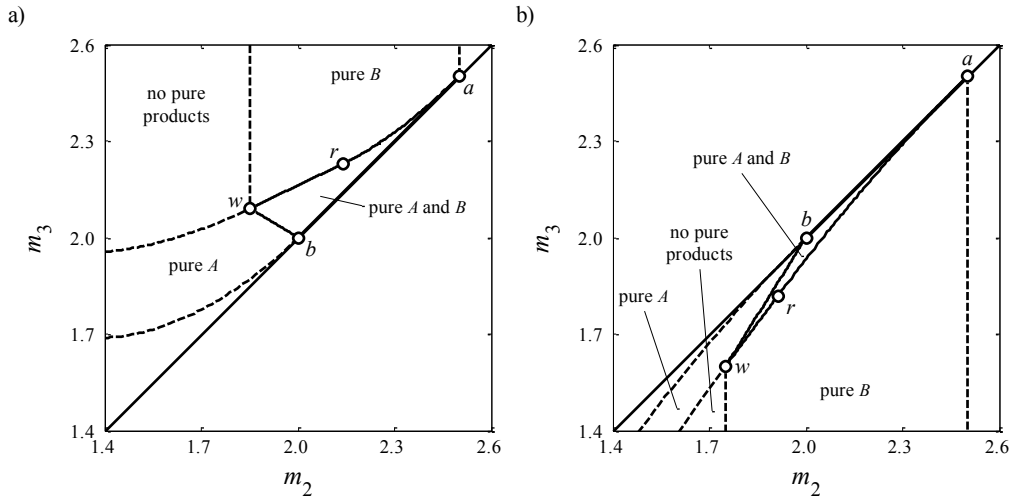 a)
2.6
2.3
2.0
1.7
1.4
m3
no pure
products
pure B
a
r
w
pure A and B
b
pure A
1.4
1.7
2.0
2.3
2.6
m2
b)
2.6
2.3
2.0
1.7
1.4
m3
a
pure A and B
b
no pure
products
pure A
r
w
pure B
1.4
1.7
2.0
2.3
2.6
m2